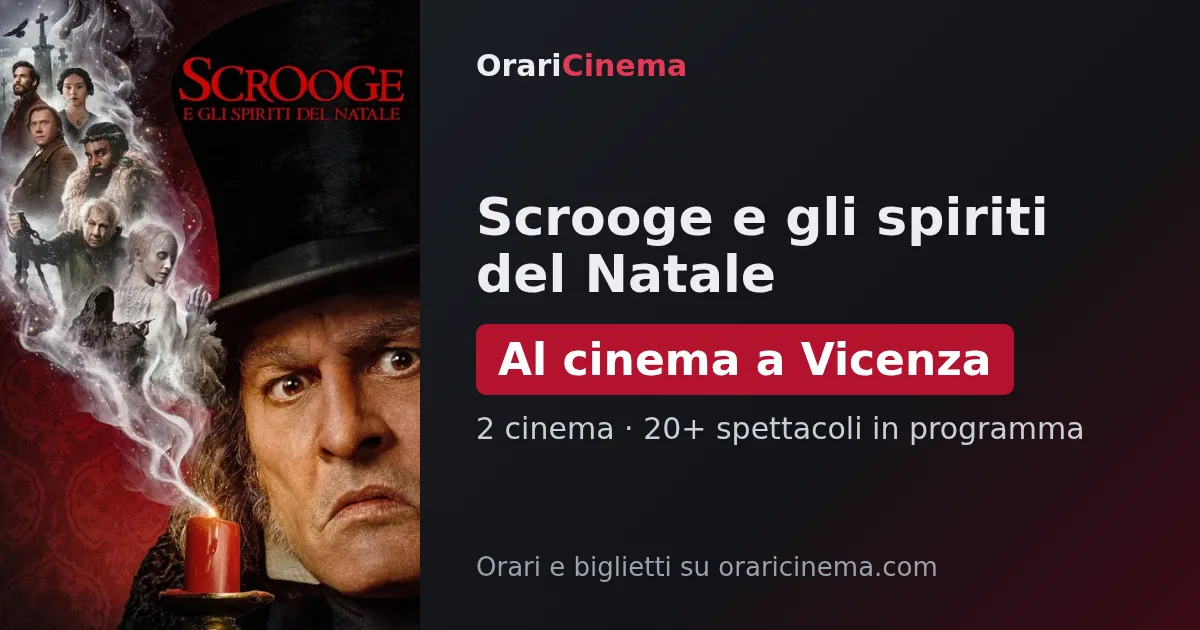 SCROOGE
E GLI SPIRITI DEL NATALE
OrariCinema
Scrooge e gli spiriti
del Natale
Al cinema a Vicenza
2 cinema · 20+ spettacoli in programma
Orari e biglietti su oraricinema.com